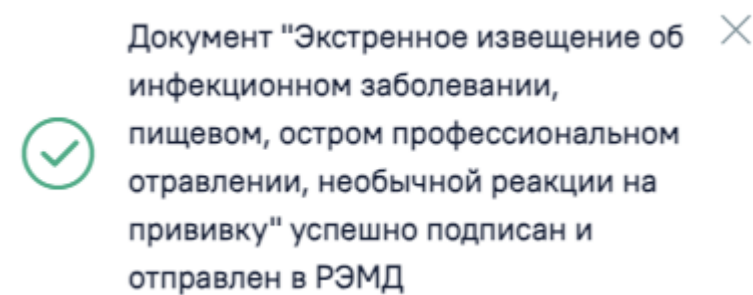 Документ "Экстренное извещение об
инфекционном заболевании,
пищевом, остром профессиональном
отравлении, необычной реакции на
прививку" успешно подписан и
отправлен в РЭМД